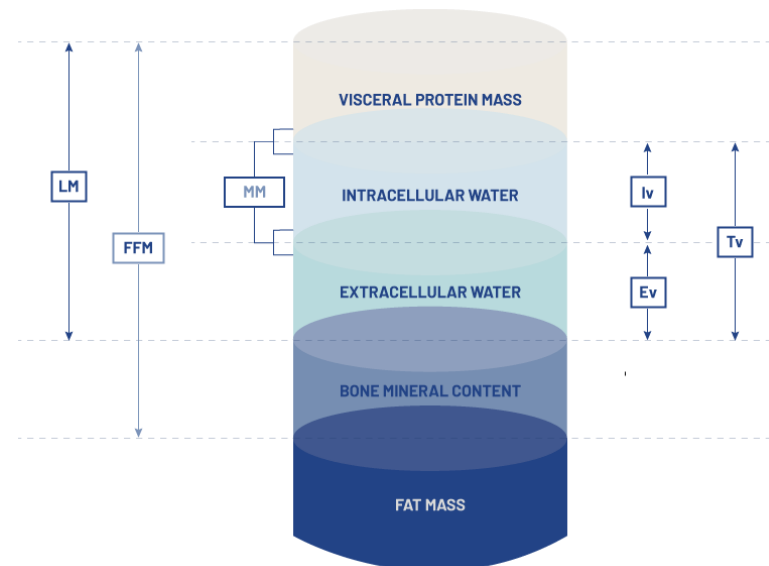 VISCERAL PROTEIN MASS
LM
MM
INTRACELLULAR WATER
Iv
FFM
Tv
EXTRACELLULAR WATER
Ev
BONE MINERAL CONTENT
FAT MASS